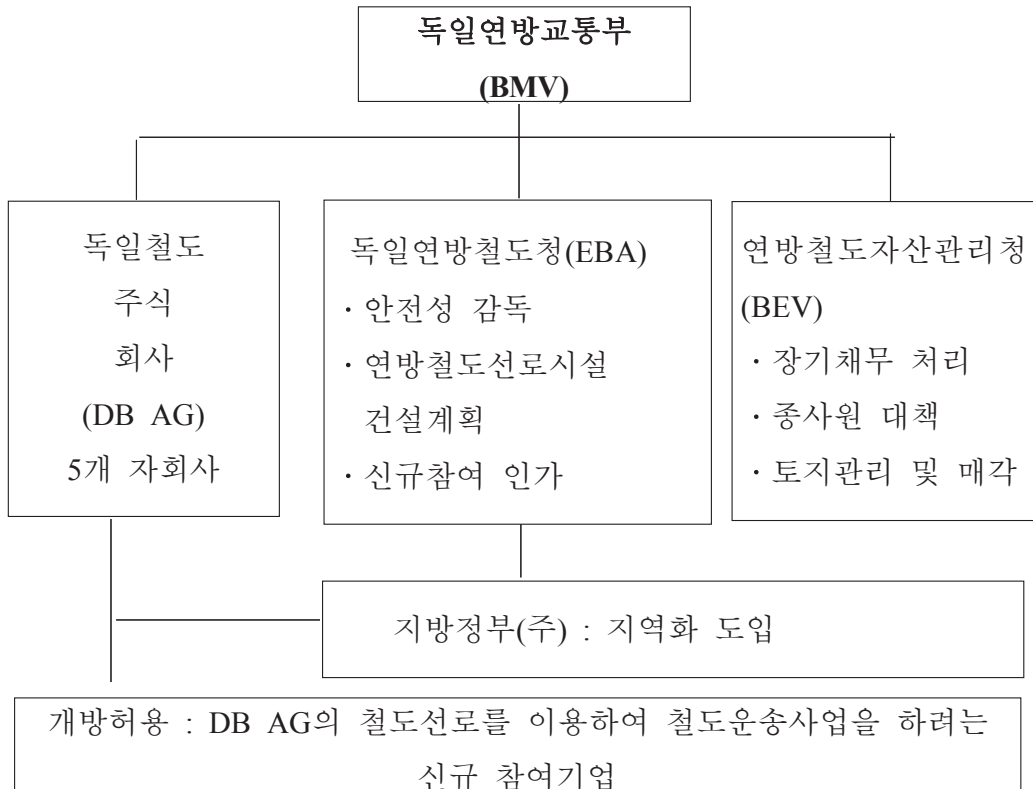 독일연방교통부
(BMV)
독일철도
주식
회사
(DB AG)
5개 자회사
독일연방철도청(EBA)
·안전성 감독
·연방철도선로시설
건설계획
·신규참여 인가
연방철도자산관리청
(BEV)
·장기채무 처리
·종사원 대책
·토지관리 및 매각
지방정부(주) : 지역화 도입
개방허용 : DB AG의 철도선로를 이용하여 철도운송사업을 하려는
신규 참여기업